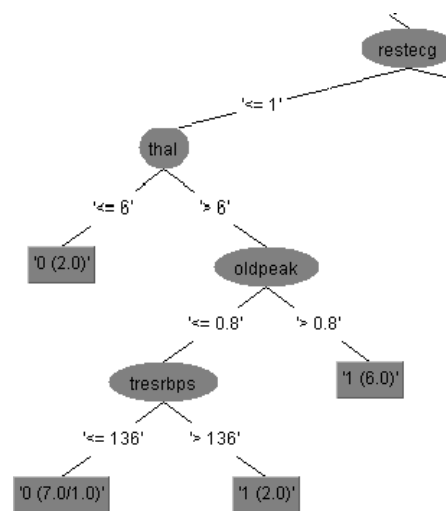 restecg
'<= 1'
thal
'<= 6'
'> 6'
'0 (2.0)'
oldpeak
'<= 0.8'
'> 0.8'
tresrbps
'1 (6.0)'
'<= 136'
'> 136'
'0 (7.0/1.0)'
'1 (2.0)'